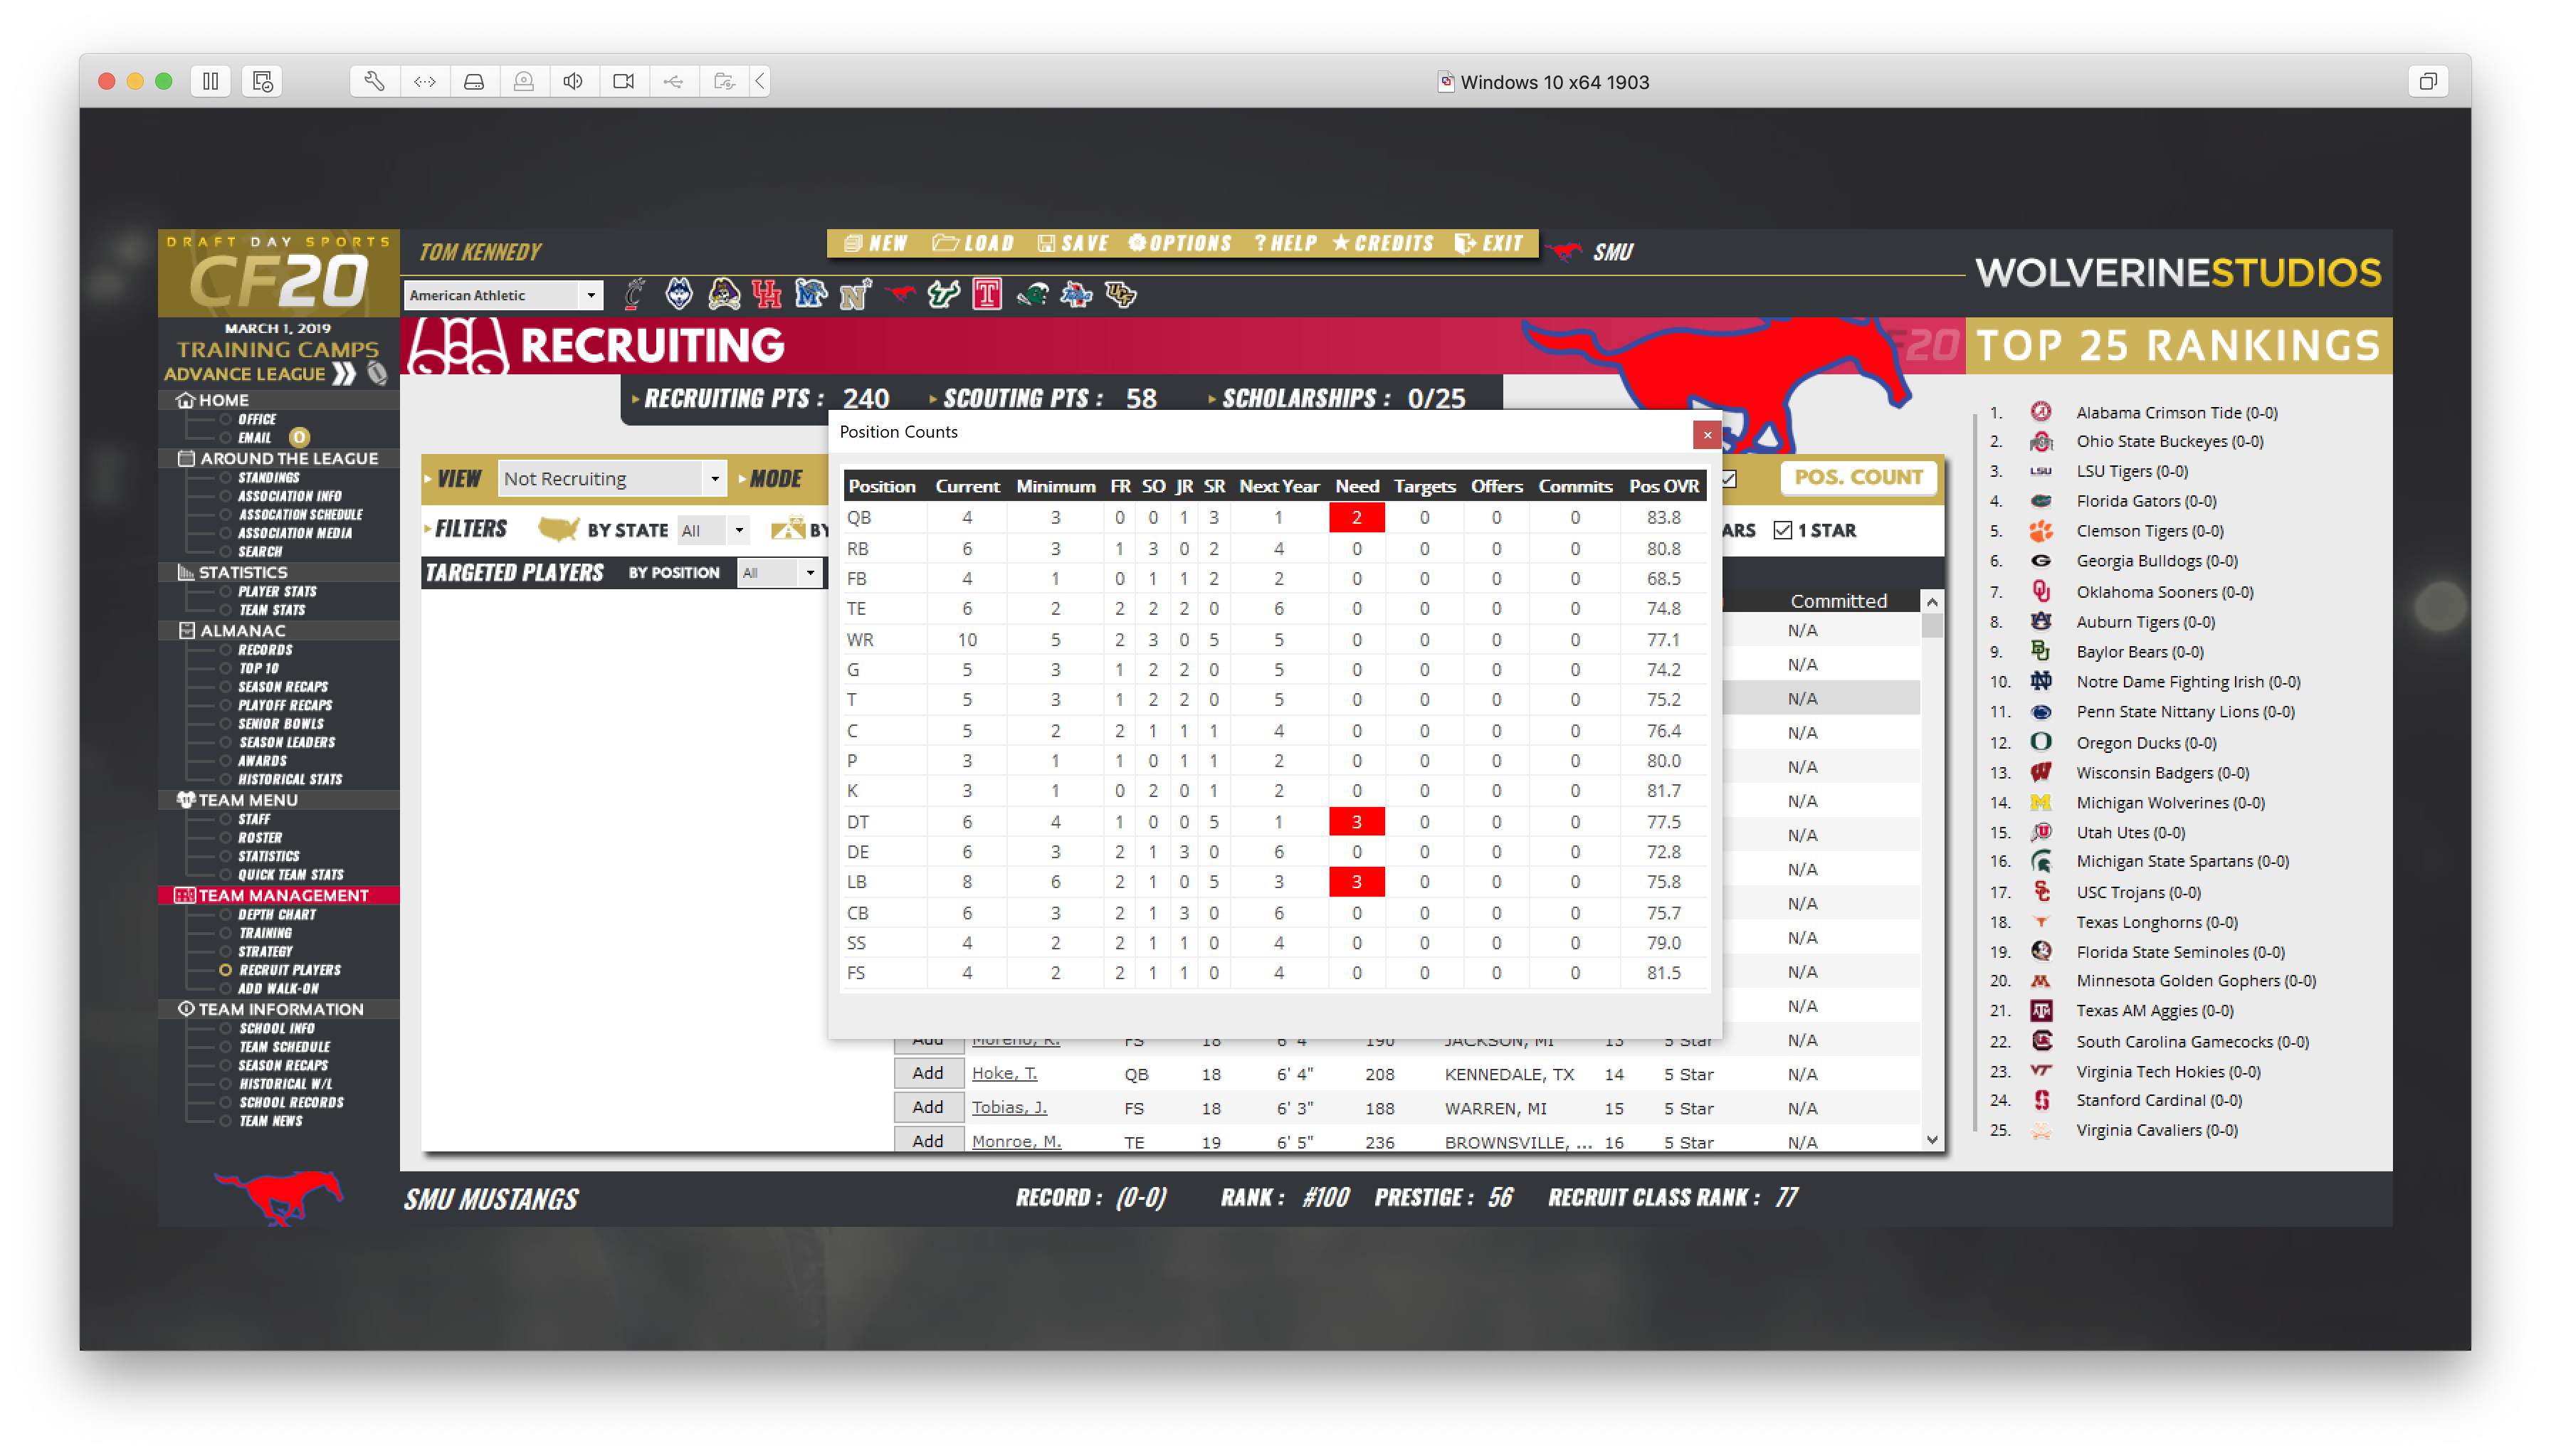 Windows 10 x64 1903
DRAFT DAY SPORTS
CF20
TOM KENNEDY
NEW LOAD SAVE OPTIONS ? HELP CREDITS EXIT
SMU
WOLVERINESTUDIOS
American Athletic
MARCH 1, 2019
TRAINING CAMPS
ADVANCE LEAGUE
RECRUITING
TOP 25 RANKINGS
RECRUITING PTS : 240 SCOUTING PTS : 58 SCHOLARSHIPS : 0/25
HOME
OFFICE
EMAIL 0
AROUND THE LEAGUE
STANDINGS
ASSOCIATION INFO
ASSOCATION SCHEDULE
ASSOCATION MEDIA
SEARCH
STATISTICS
PLAYER STATS
TEAM STATS
ALMANAC
RECORDS
TOP 10
SEASON RECAPS
PLAYOFF RECAPS
SENIOR BOWLS
SEASON LEADERS
AWARDS
HISTORICAL STATS
TEAM MENU
STAFF
ROSTER
STATISTICS
QUICK TEAM STATS
TEAM MANAGEMENT
DEPTH CHART
TRAINING
STRATEGY
RECRUIT PLAYERS
ADD WALK-ON
TEAM INFORMATION
SCHOOL INFO
TEAM SCHEDULE
SEASON RECAPS
HISTORICAL W/L
SCHOOL RECORDS
TEAM NEWS
VIEW Not Recruiting MODE
POS. COUNT
FILTERS BY STATE All BY
ARS 1 STAR
TARGETED PLAYERS BY POSITION All
Position Counts
Position Current Minimum FR SO JR SR Next Year Need Targets Offers Commits Pos OVR
QB 4 3 0 0 1 3 1 2 0 0 0 83.8
RB 6 3 1 3 0 2 4 0 0 0 0 80.8
FB 4 1 0 1 1 2 2 0 0 0 0 68.5
TE 6 2 2 2 2 0 6 0 0 0 0 74.8
WR 10 5 2 3 0 5 5 0 0 0 0 77.1
G 5 3 1 2 2 0 5 0 0 0 0 74.2
T 5 3 1 2 2 0 5 0 0 0 0 75.2
C 5 2 2 1 1 1 4 0 0 0 0 76.4
P 3 1 1 0 1 1 2 0 0 0 0 80.0
K 3 1 0 2 0 1 2 0 0 0 0 81.7
DT 6 4 1 0 0 5 1 3 0 0 0 77.5
DE 6 3 2 1 3 0 6 0 0 0 0 72.8
LB 8 6 2 1 0 5 3 3 0 0 0 75.8
CB 6 3 2 1 3 0 6 0 0 0 0 75.7
SS 4 2 2 1 1 0 4 0 0 0 0 79.0
FS 4 2 2 1 1 0 4 0 0 0 0 81.5
Committed
N/A
N/A
N/A
N/A
N/A
N/A
N/A
N/A
N/A
N/A
N/A
N/A
Add Moreno, R. FS 18 6' 4" 190 JACKSON, MI 13 5 Star N/A
Add Hoke, T. QB 18 6' 4" 208 KENNEDALE, TX 14 5 Star N/A
Add Tobias, J. FS 18 6' 3" 188 WARREN, MI 15 5 Star N/A
Add Monroe, M. TE 19 6' 5" 236 BROWNSVILLE, ... 16 5 Star N/A
1. Alabama Crimson Tide (0-0)
2. Ohio State Buckeyes (0-0)
3. LSU LSU Tigers (0-0)
4. Florida Gators (0-0)
5. Clemson Tigers (0-0)
6. Georgia Bulldogs (0-0)
7. Oklahoma Sooners (0-0)
8. Auburn Tigers (0-0)
9. Baylor Bears (0-0)
10. Notre Dame Fighting Irish (0-0)
11. Penn State Nittany Lions (0-0)
12. Oregon Ducks (0-0)
13. Wisconsin Badgers (0-0)
14. Michigan Wolverines (0-0)
15. Utah Utes (0-0)
16. Michigan State Spartans (0-0)
17. USC Trojans (0-0)
18. Texas Longhorns (0-0)
19. Florida State Seminoles (0-0)
20. Minnesota Golden Gophers (0-0)
21. Texas AM Aggies (0-0)
22. South Carolina Gamecocks (0-0)
23. Virginia Tech Hokies (0-0)
24. Stanford Cardinal (0-0)
25. Virginia Cavaliers (0-0)
SMU MUSTANGS RECORD : (0-0) RANK : #100 PRESTIGE : 56 RECRUIT CLASS RANK : 77